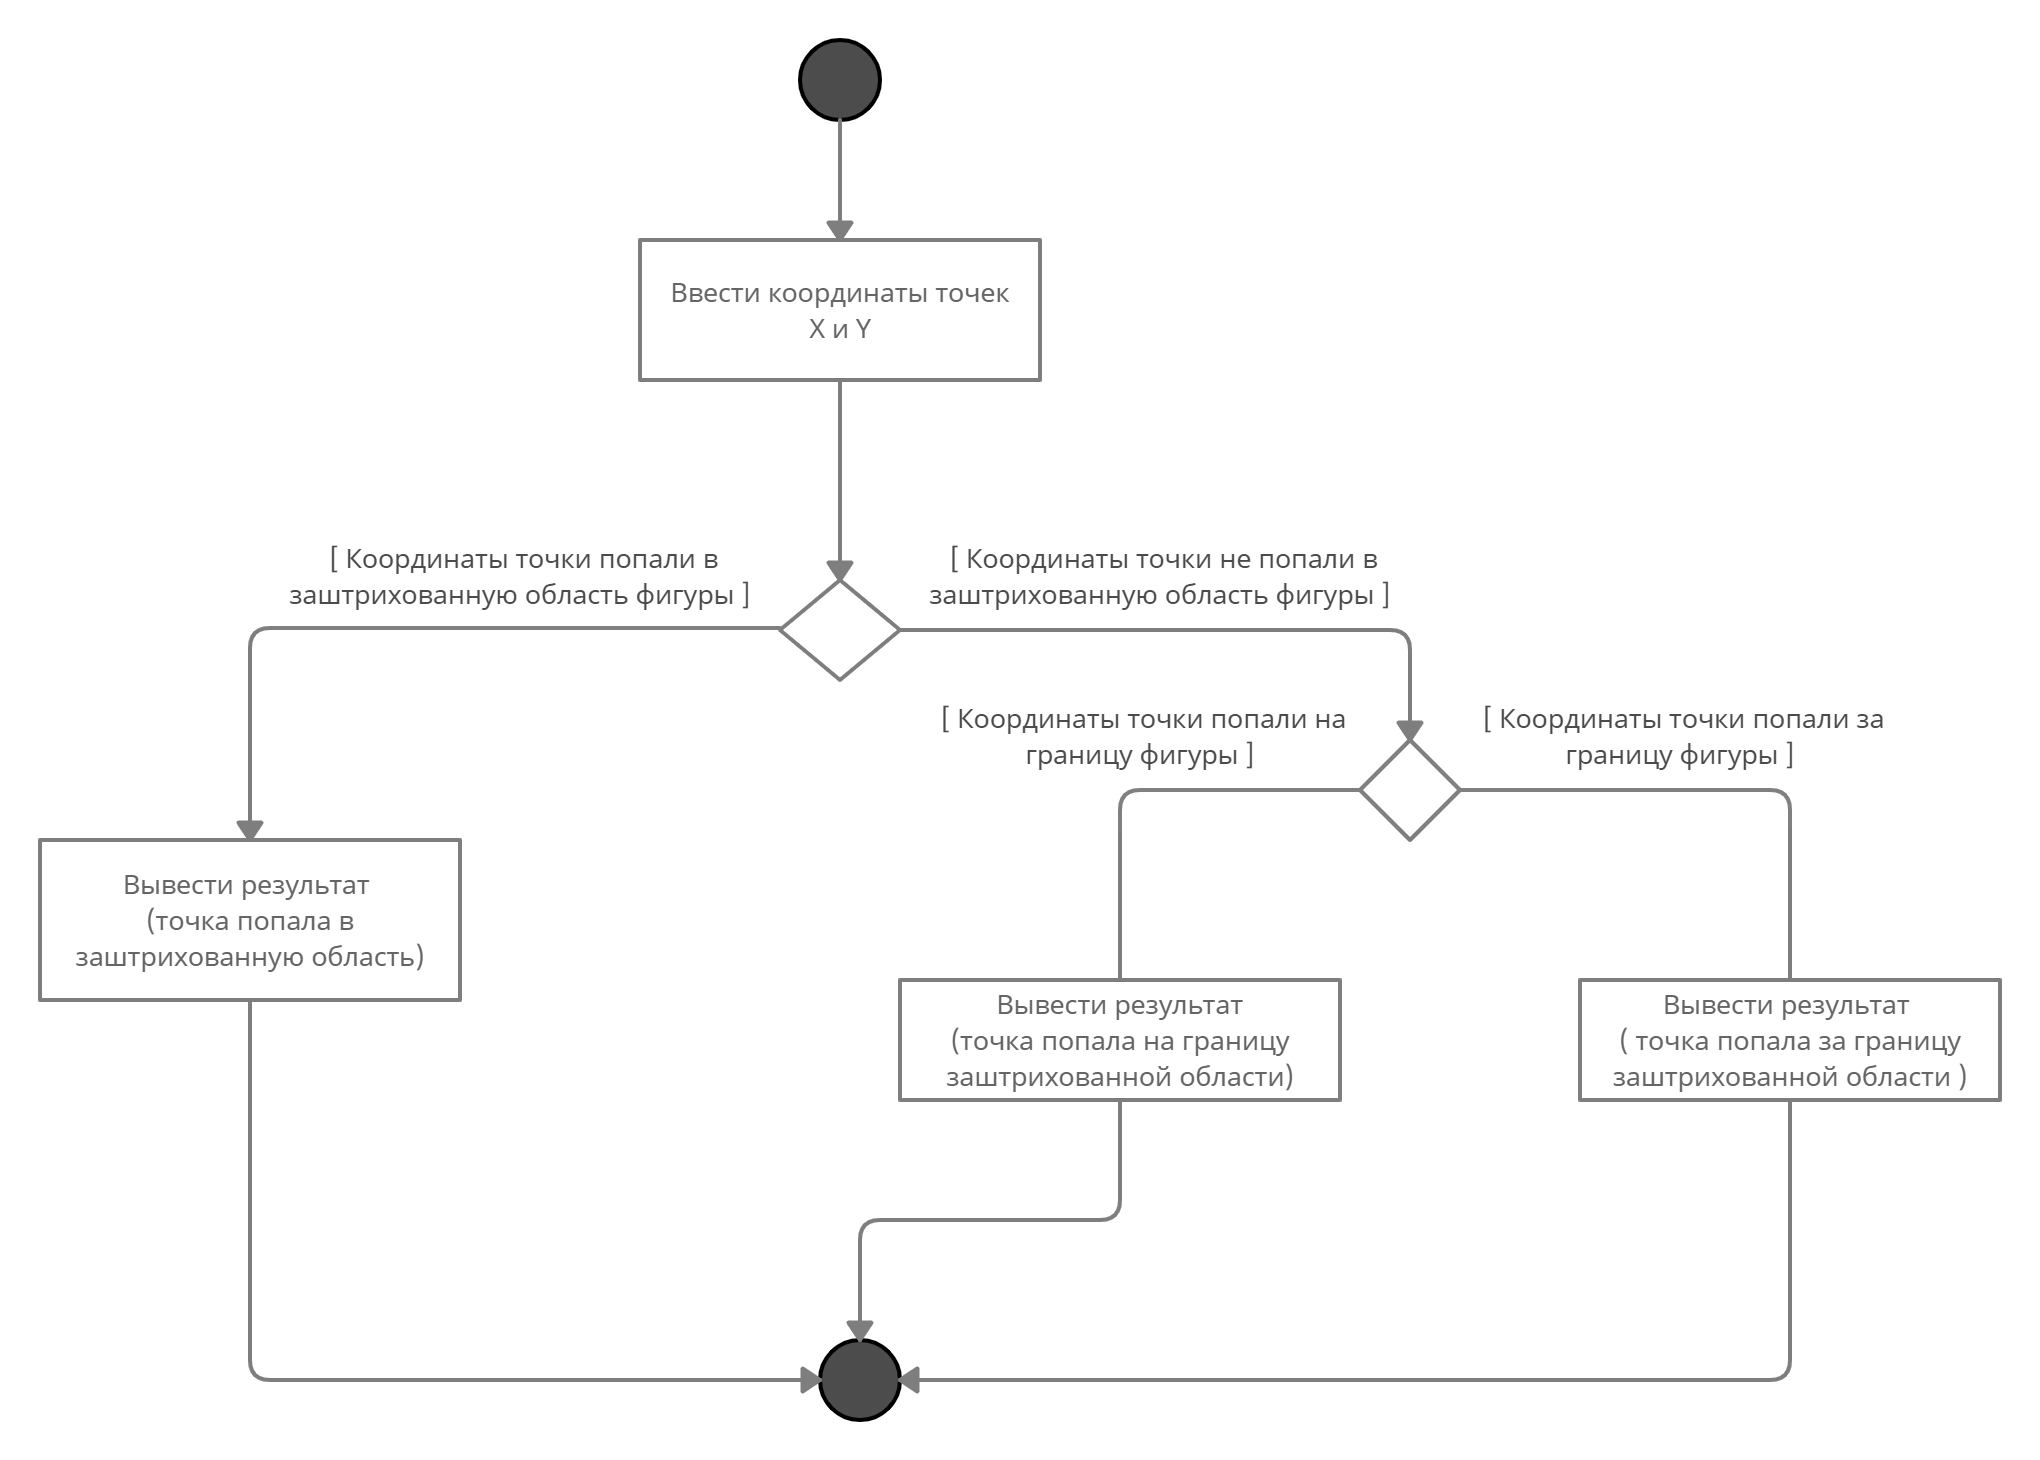 Ввести координаты точек
X и Y
[ Координаты точки попали в
заштрихованную область фигуры ]
[ Координаты точки не попали в
заштрихованную область фигуры ]
[ Координаты точки попали на
границу фигуры ]
[ Координаты точки попали за
границу фигуры ]
Вывести результат
(точка попала в
заштрихованную область)
Вывести результат
(точка попала на границу
заштрихованной области)
Вывести результат
( точка попала за границу
заштрихованной области )